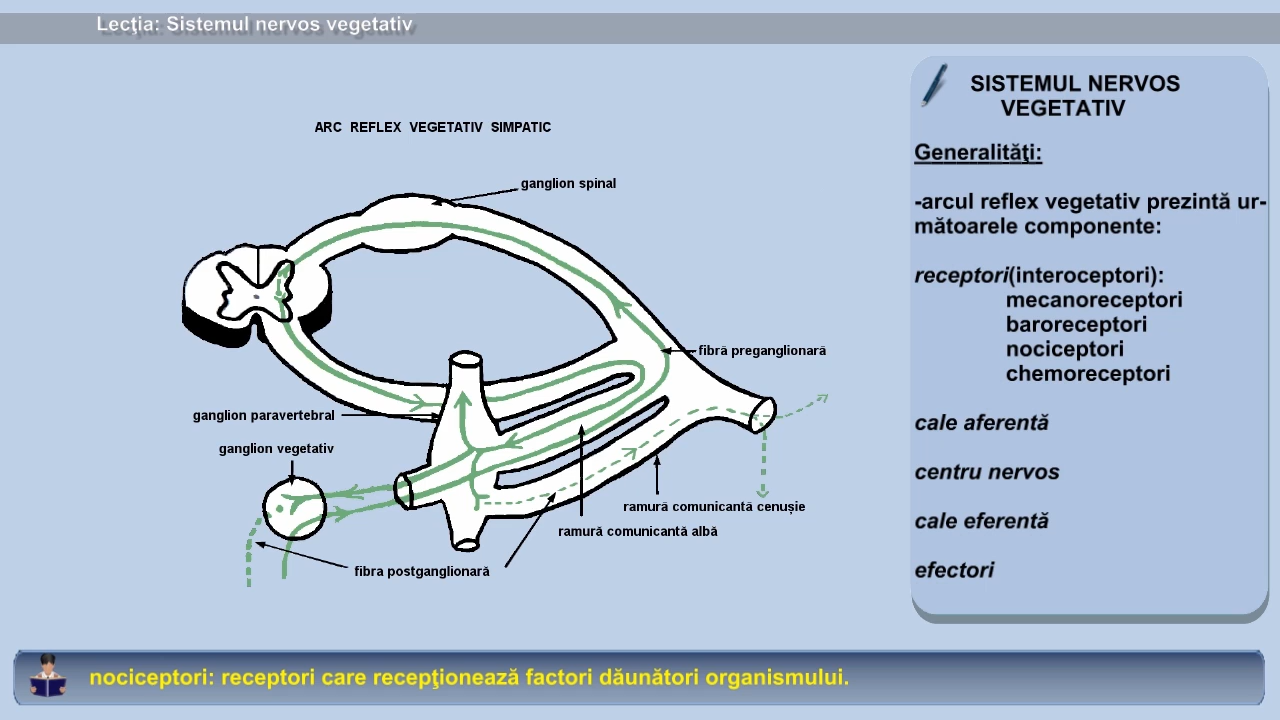 Lecţia: Sistemul nervos vegetativ
ARC REFLEX VEGETATIV SIMPATIC
ganglion spinal
fibră preganglionară
ganglion paravertebral
ganglion vegetativ
ramură comunicantă cenușie
ramură comunicantă albă
fibra postganglionară
SISTEMUL NERVOS
VEGETATIV
Generalităţi:
-arcul reflex vegetativ prezintă ur-
mătoarele componente:
receptori(interoceptori):
mecanoreceptori
baroreceptori
nociceptori
chemoreceptori
cale aferentă
centru nervos
cale eferentă
efectori
nociceptori: receptori care recepţionează factori dăunători organismului.